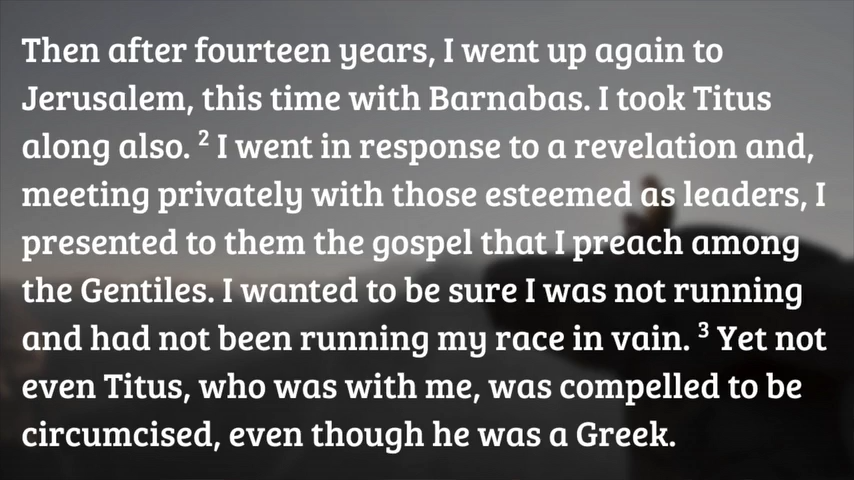 Then after fourteen years, I went up again to
Jerusalem, this time with Barnabas. I took Titus
along also. ² I went in response to a revelation and,
meeting privately with those esteemed as leaders, I
presented to them the gospel that I preach among
the Gentiles. I wanted to be sure I was not running
and had not been running my race in vain. ³ Yet not
even Titus, who was with me, was compelled to be
circumcised, even though he was a Greek.